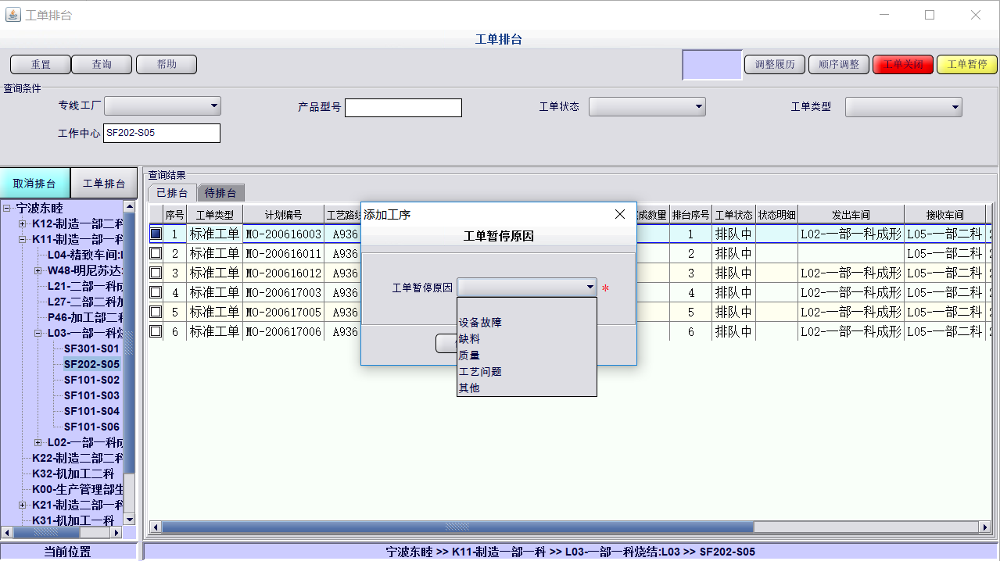 工单排台
工单排台
重置 查询 帮助 调整履历 顺序调整 工单关闭 工单暂停
查询条件
专线工厂 产品型号 工单状态 工单类型
工作中心 SF202-S05
取消排台 工单排台
宁波东睦
K12-制造一部二科
K11-制造一部一科
L04-精致车间:
W48-明尼苏达:
L21-二部一科
L27-二部二科
P46-加工部二科
L03-一部一科烧
SF301-S01
SF202-S05
SF101-S02
SF101-S03
SF101-S04
SF101-S06
L02-一部一科
K22-制造二部二科
K32-机加工二科
K00-生产管理部
K21-制造二部一科
K31-机加工一科
查询结果
已排台 待排台
序号 工单类型 计划编号 工艺路线 成数量 排台序号 工单状态 状态明细 发出车间 接收车间
1 标准工单 MO-200616003 A936 1 排队中 L02-一部一科成形 L05-一部二科
2 标准工单 MO-200616011 A936 2 排队中 L05-一部二科
3 标准工单 MO-200616012 A936 3 排队中 L02-一部一科成形 L05-一部二科
4 标准工单 MO-200617003 A936 4 排队中 L02-一部一科成形 L05-一部二科
5 标准工单 MO-200617005 A936 5 排队中 L02-一部一科成形 L05-一部二科
6 标准工单 MO-200617006 A936 6 排队中 L02-一部一科成形 L05-一部二科
添加工序
工单暂停原因
工单暂停原因 *
设备故障
缺料
质量
工艺问题
其他
当前位置 宁波东睦 >> K11-制造一部一科 >> L03-一部一科烧结:L03 >> SF202-S05